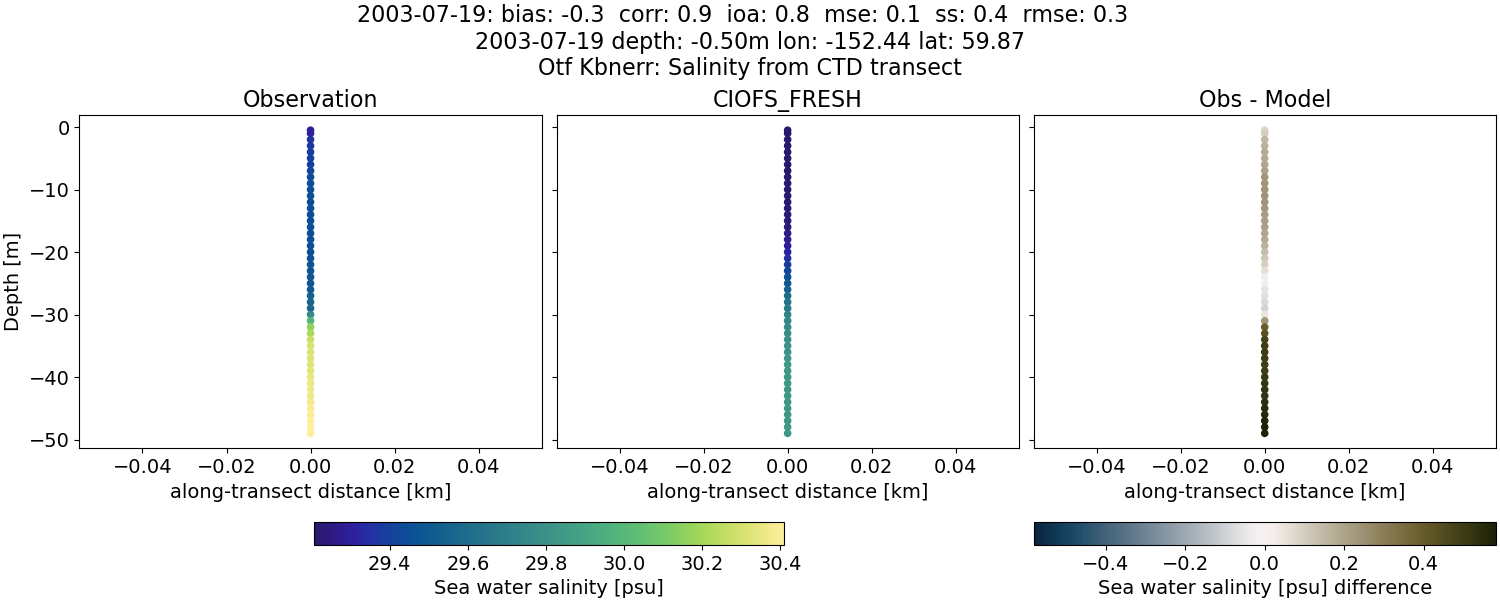 2003-07-19: bias: -0.3  corr: 0.9  ioa: 0.8  mse: 0.1  ss: 0.4  rmse: 0.3
2003-07-19 depth: -0.50m lon: -152.44 lat: 59.87
Otf Kbnerr: Salinity from CTD transect
Observation
CIOFS_FRESH
Obs - Model
Depth [m]
0
−10
−20
−30
−40
−50
−0.04 −0.02 0.00 0.02 0.04
−0.04 −0.02 0.00 0.02 0.04
−0.04 −0.02 0.00 0.02 0.04
along-transect distance [km]
along-transect distance [km]
along-transect distance [km]
29.4 29.6 29.8 30.0 30.2 30.4
Sea water salinity [psu]
−0.4 −0.2 0.0 0.2 0.4
Sea water salinity [psu] difference